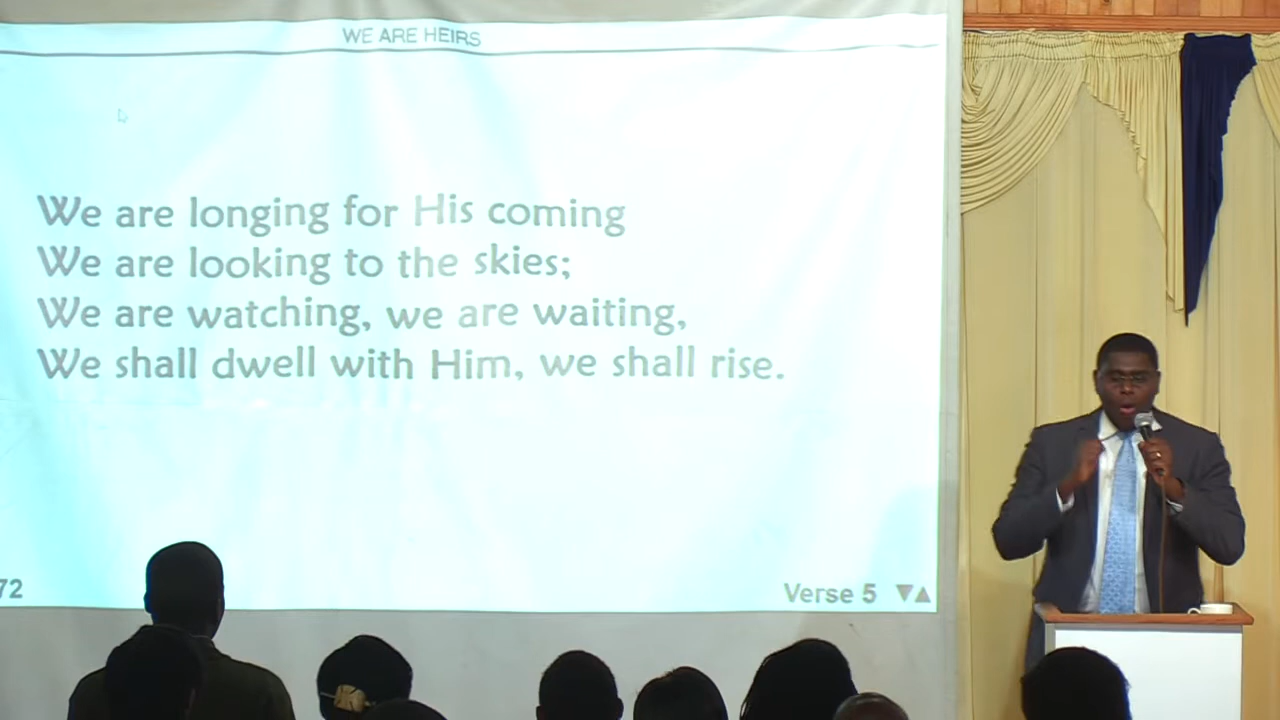 WE ARE HEIRS
We are longing for His coming
We are looking to the skies;
We are watching, we are waiting,
We shall dwell with Him, we shall rise.
72
Verse 5